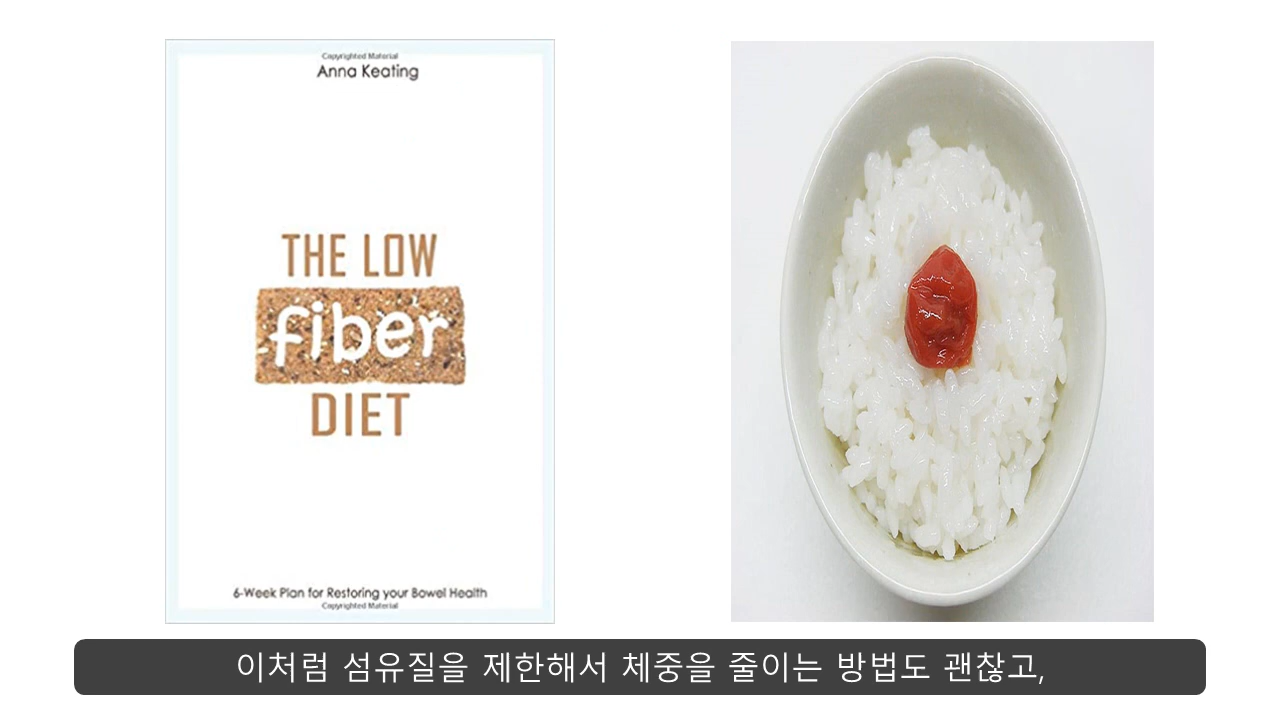 Copyrighted Material
Anna Keating
THE LOW
fiber
DIET
6-Week Plan for Restoring your Bowel Health
Copyrighted Material
이처럼 섬유질을 제한해서 체중을 줄이는 방법도 괜찮고,